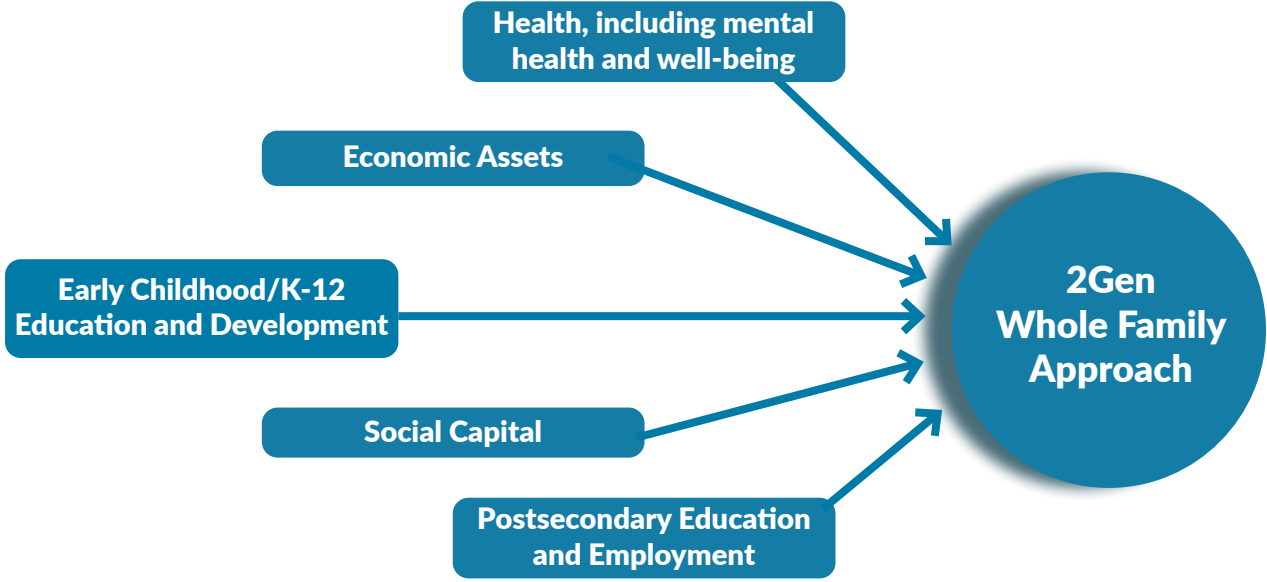 Health, including mental
health and well-being
Economic Assets
Early Childhood/K-12
Education and Development
Social Capital
Postsecondary Education
and Employment
2Gen
Whole Family
Approach